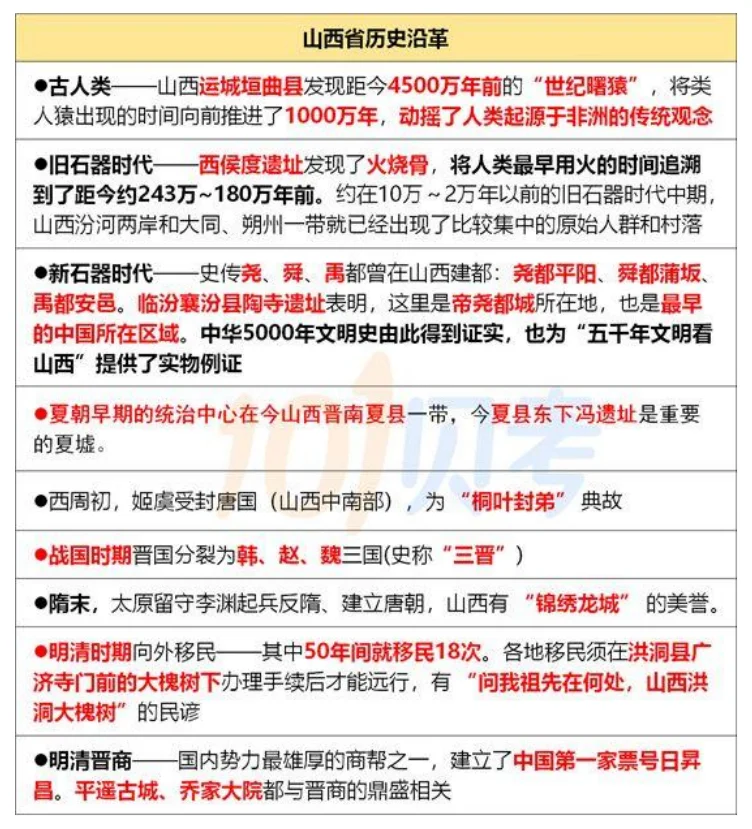 山西省历史沿革
●古人类——山西运城垣曲县发现距今4500万年前的“世纪曙猿”，将类
人猿出现的时间向前推进了1000万年，动摇了人类起源于非洲的传统观念
●旧石器时代——西侯度遗址发现了火烧骨，将人类最早用火的时间追溯
到了距今约243万~180万年前。约在10万～2万年以前的旧石器时代中期，
山西汾河两岸和大同、朔州一带就已经出现了比较集中的原始人群和村落
●新石器时代——史传尧、舜、禹都曾在山西建都：尧都平阳、舜都蒲坂、
禹都安邑。临汾襄汾县陶寺遗址表明，这里是帝尧都城所在地，也是最早
的中国所在区域。中华5000年文明史由此得到证实，也为“五千年文明看
山西”提供了实物例证
●夏朝早期的统治中心在今山西晋南夏县一带，今夏县东下冯遗址是重要
的夏墟。
●西周初，姬虞受封唐国（山西中南部），为“桐叶封弟”典故
●战国时期晋国分裂为韩、赵、魏三国(史称“三晋”)
●隋末，太原留守李渊起兵反隋、建立唐朝，山西有“锦绣龙城”的美誉。
●明清时期向外移民——其中50年间就移民18次。各地移民须在洪洞县广
济寺门前的大槐树下办理手续后才能远行，有“问我祖先在何处，山西洪
洞大槐树”的民谚
●明清晋商——国内势力最雄厚的商帮之一，建立了中国第一家票号日昇
昌。平遥古城、乔家大院都与晋商的鼎盛相关
101贝考